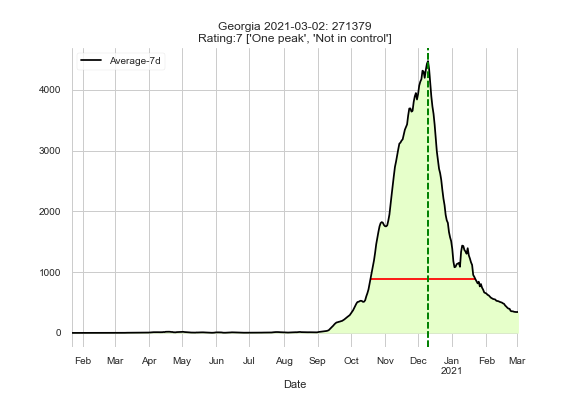 Georgia 2021-03-02: 271379
Rating:7 ['One peak', 'Not in control']
Average-7d
4000
3000
2000
1000
0
Feb Mar Apr May Jun Jul Aug Sep Oct Nov Dec Jan Feb Mar
2021
Date